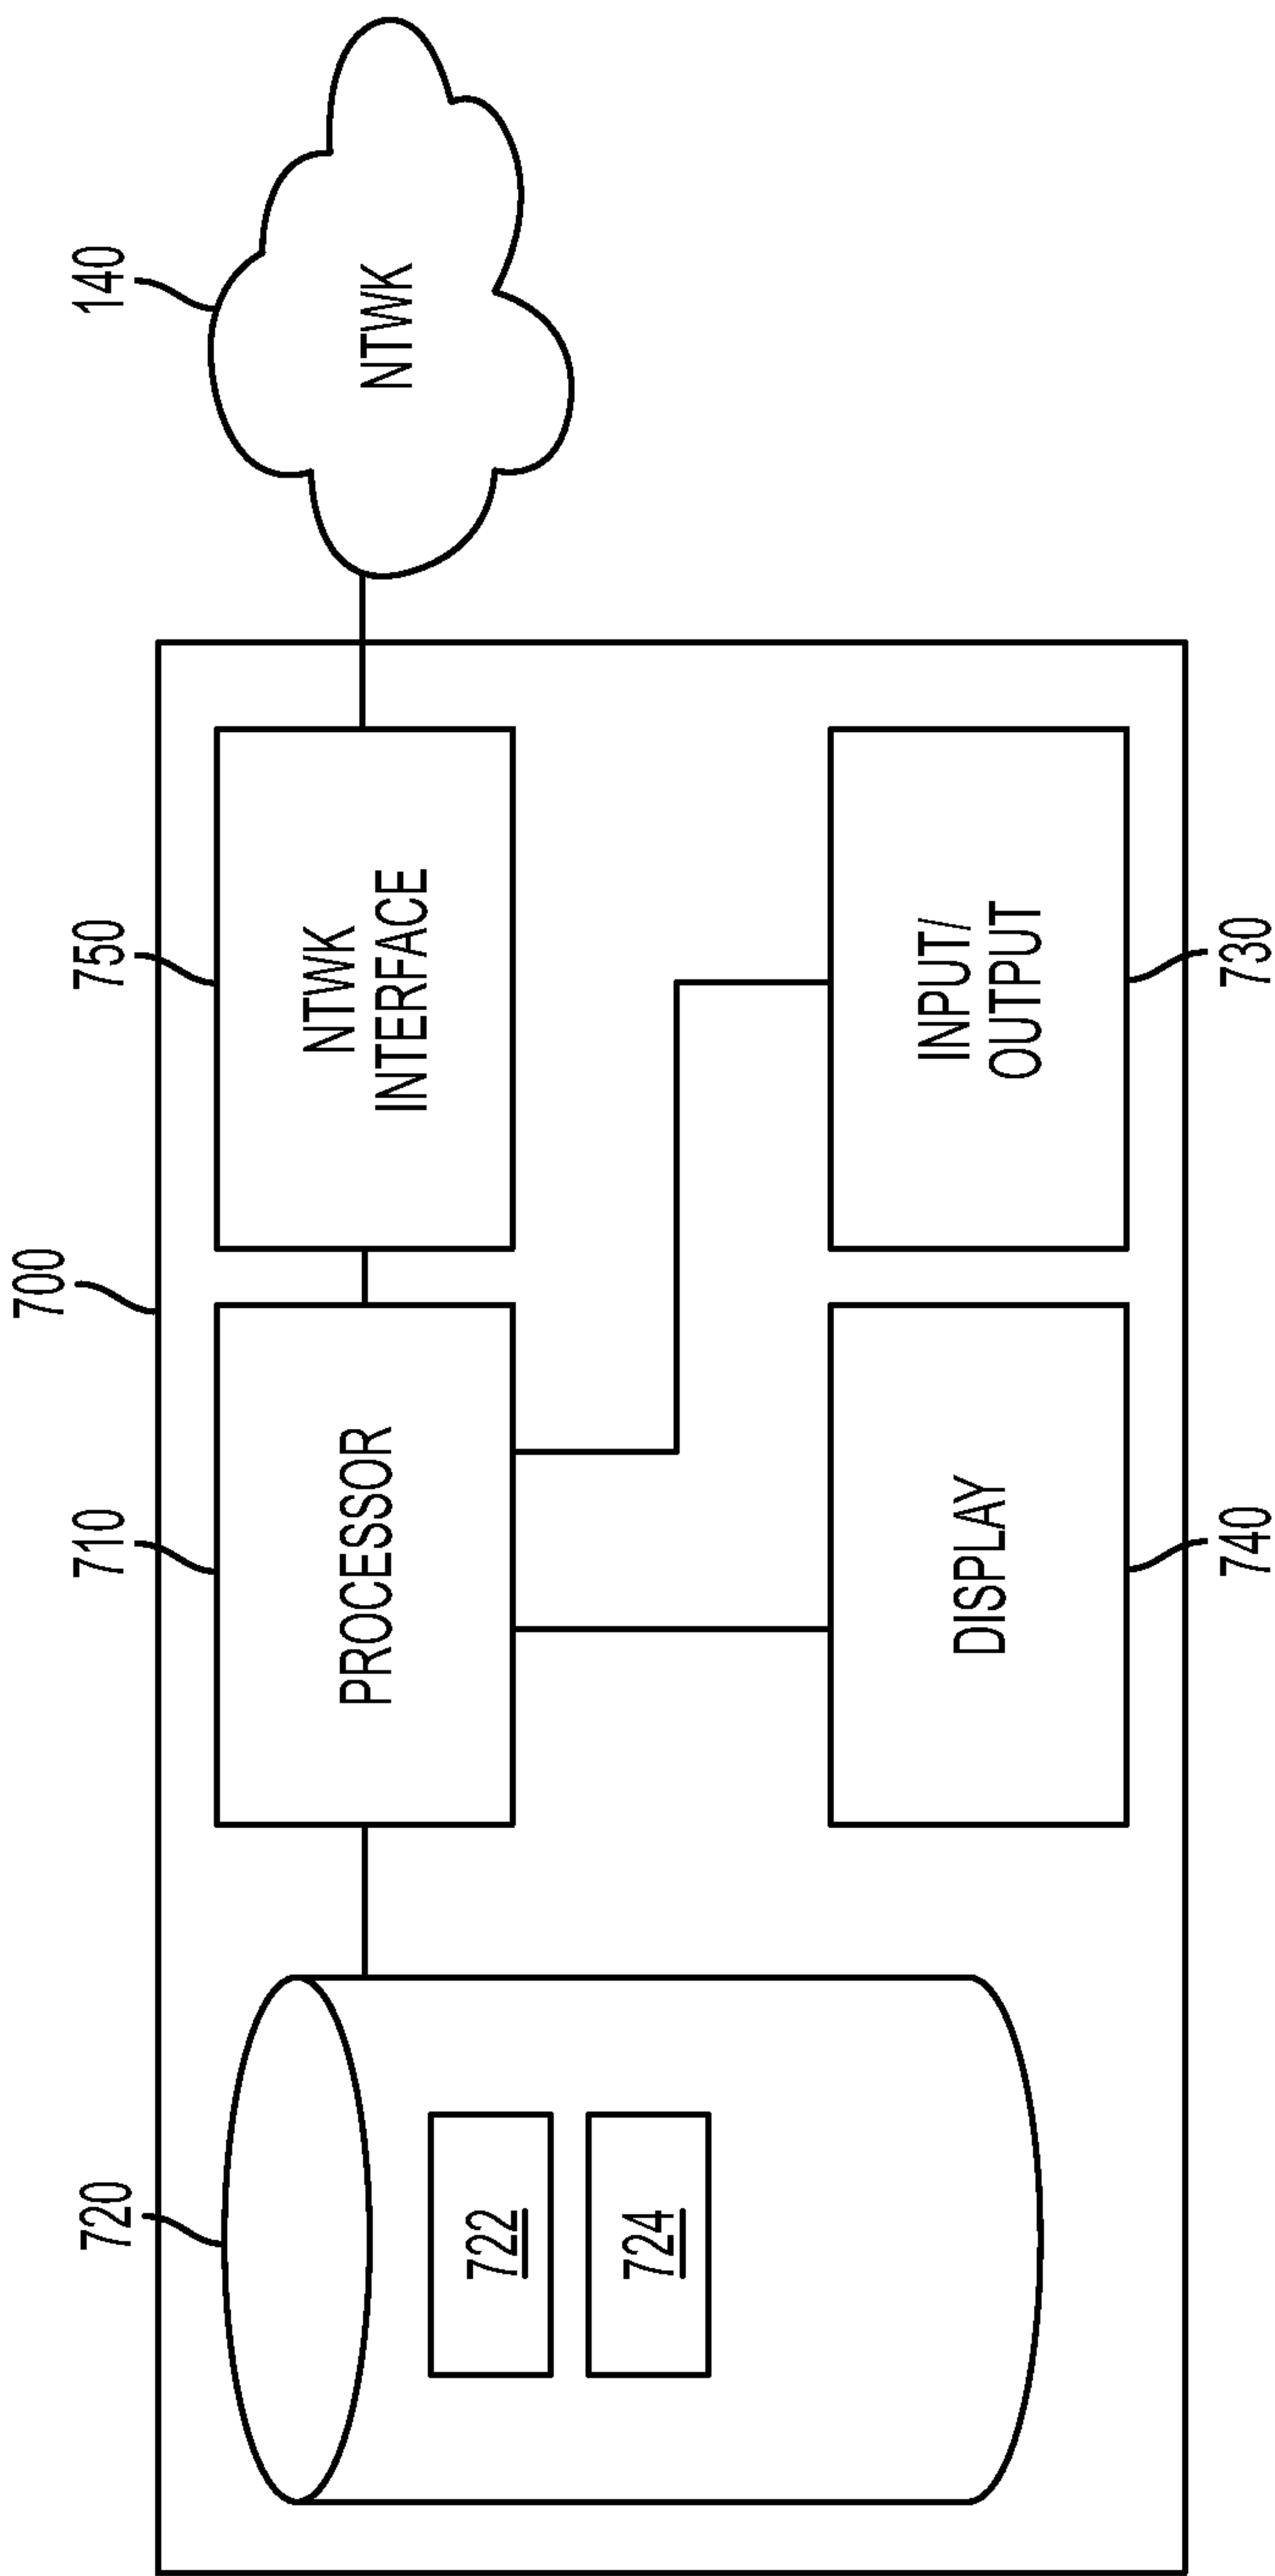 700
720
710
750
140
722
724
PROCESSOR
NTWK
INTERFACE
NTWK
DISPLAY
INPUT/
OUTPUT
740
730